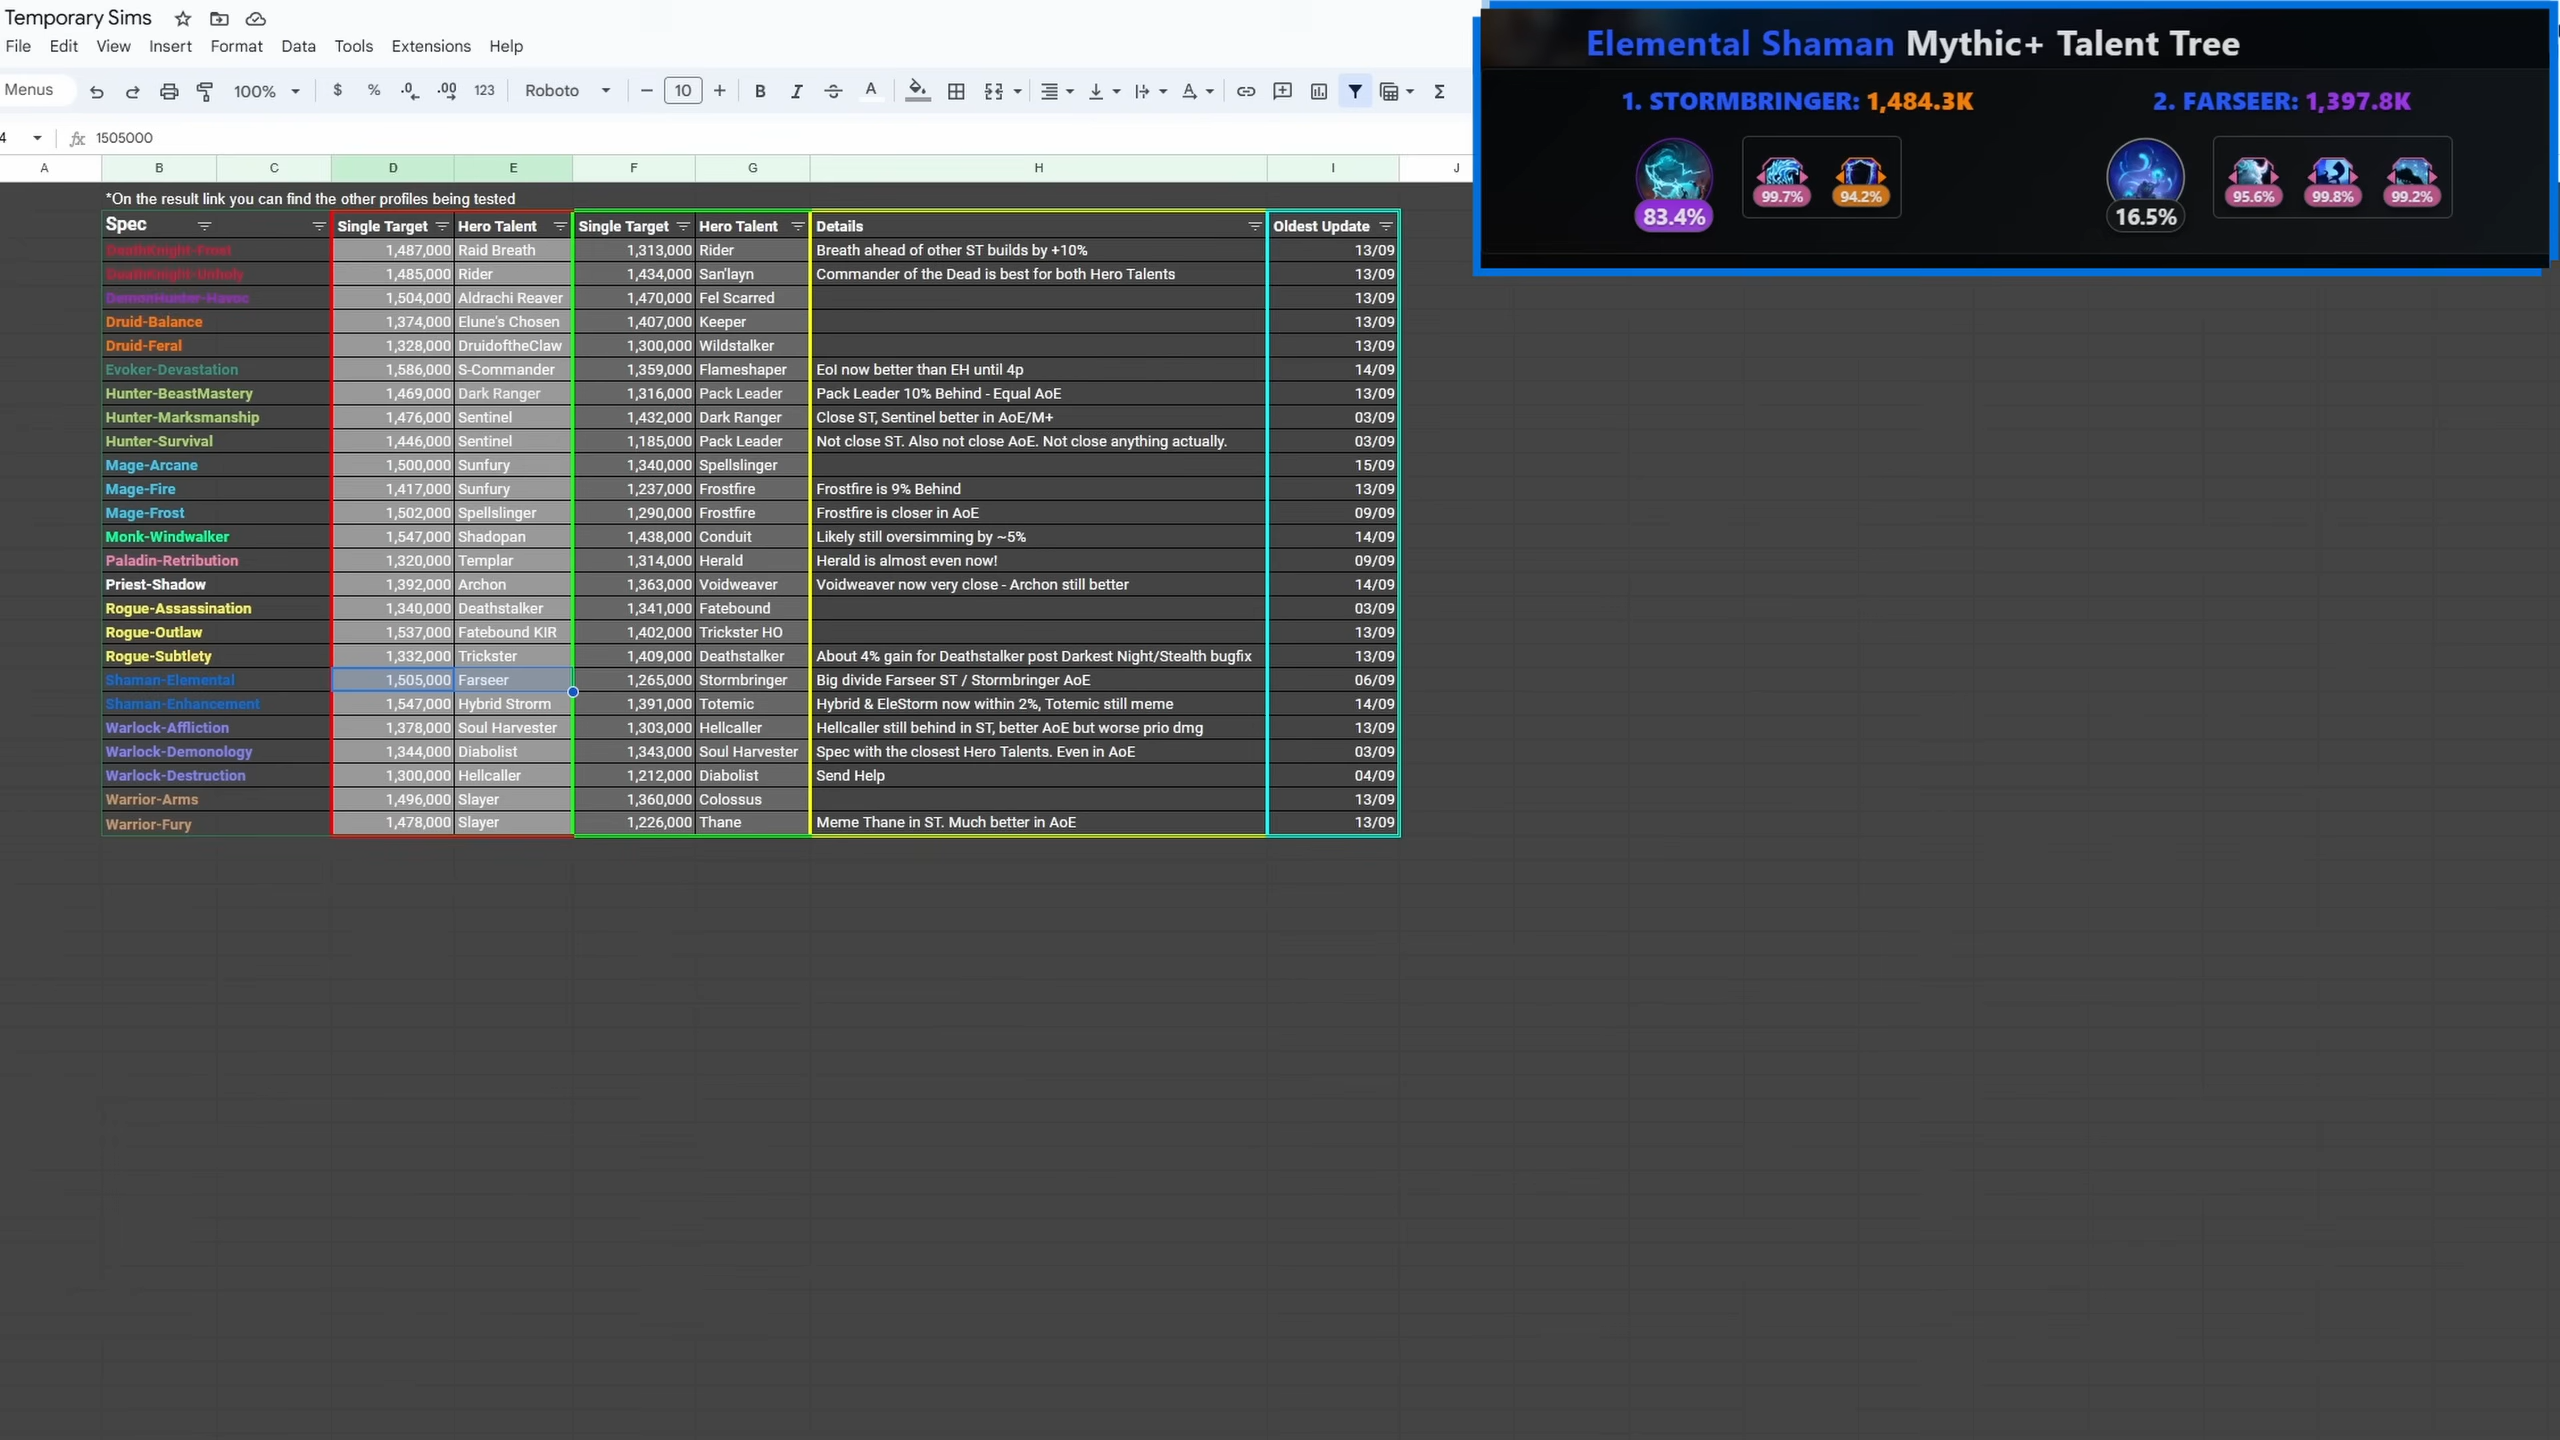 Temporary Sims
File Edit View Insert Format Data Tools Extensions Help
Menus 100% $ % .0 .00 123 Roboto 10 B I A Σ
4 fx 1505000
A B C D E F G H I J
*On the result link you can find the other profiles being tested
Spec Single Target Hero Talent Single Target Hero Talent Details Oldest Update
DeathKnight-Frost 1,487,000 Raid Breath 1,313,000 Rider Breath ahead of other ST builds by +10% 13/09
DeathKnight-Unholy 1,485,000 Rider 1,434,000 San'layn Commander of the Dead is best for both Hero Talents 13/09
DemonHunter-Havoc 1,504,000 Aldrachi Reaver 1,470,000 Fel Scarred 13/09
Druid-Balance 1,374,000 Elune's Chosen 1,407,000 Keeper 13/09
Druid-Feral 1,328,000 DruidoftheClaw 1,300,000 Wildstalker 13/09
Evoker-Devastation 1,586,000 S-Commander 1,359,000 Flameshaper EoI now better than EH until 4p 14/09
Hunter-BeastMastery 1,469,000 Dark Ranger 1,316,000 Pack Leader Pack Leader 10% Behind - Equal AoE 13/09
Hunter-Marksmanship 1,476,000 Sentinel 1,432,000 Dark Ranger Close ST, Sentinel better in AoE/M+ 03/09
Hunter-Survival 1,446,000 Sentinel 1,185,000 Pack Leader Not close ST. Also not close AoE. Not close anything actually. 03/09
Mage-Arcane 1,500,000 Sunfury 1,340,000 Spellslinger 15/09
Mage-Fire 1,417,000 Sunfury 1,237,000 Frostfire Frostfire is 9% Behind 13/09
Mage-Frost 1,502,000 Spellslinger 1,290,000 Frostfire Frostfire is closer in AoE 09/09
Monk-Windwalker 1,547,000 Shadopan 1,438,000 Conduit Likely still oversimming by ~5% 14/09
Paladin-Retribution 1,320,000 Templar 1,314,000 Herald Herald is almost even now! 09/09
Priest-Shadow 1,392,000 Archon 1,363,000 Voidweaver Voidweaver now very close - Archon still better 14/09
Rogue-Assassination 1,340,000 Deathstalker 1,341,000 Fatebound 03/09
Rogue-Outlaw 1,537,000 Fatebound KIR 1,402,000 Trickster HO 13/09
Rogue-Subtlety 1,332,000 Trickster 1,409,000 Deathstalker About 4% gain for Deathstalker post Darkest Night/Stealth bugfix 13/09
Shaman-Elemental 1,505,000 Farseer 1,265,000 Stormbringer Big divide Farseer ST / Stormbringer AoE 06/09
Shaman-Enhancement 1,547,000 Hybrid Strorm 1,391,000 Totemic Hybrid & EleStorm now within 2%, Totemic still meme 14/09
Warlock-Affliction 1,378,000 Soul Harvester 1,303,000 Hellcaller Hellcaller still behind in ST, better AoE but worse prio dmg 13/09
Warlock-Demonology 1,344,000 Diabolist 1,343,000 Soul Harvester Spec with the closest Hero Talents. Even in AoE 03/09
Warlock-Destruction 1,300,000 Hellcaller 1,212,000 Diabolist Send Help 04/09
Warrior-Arms 1,496,000 Slayer 1,360,000 Colossus 13/09
Warrior-Fury 1,478,000 Slayer 1,226,000 Thane Meme Thane in ST. Much better in AoE 13/09
Elemental Shaman Mythic+ Talent Tree
1. STORMBRINGER: 1,484.3K 2. FARSEER: 1,397.8K
83.4% 99.7% 94.2% 16.5% 95.6% 99.8% 99.2%